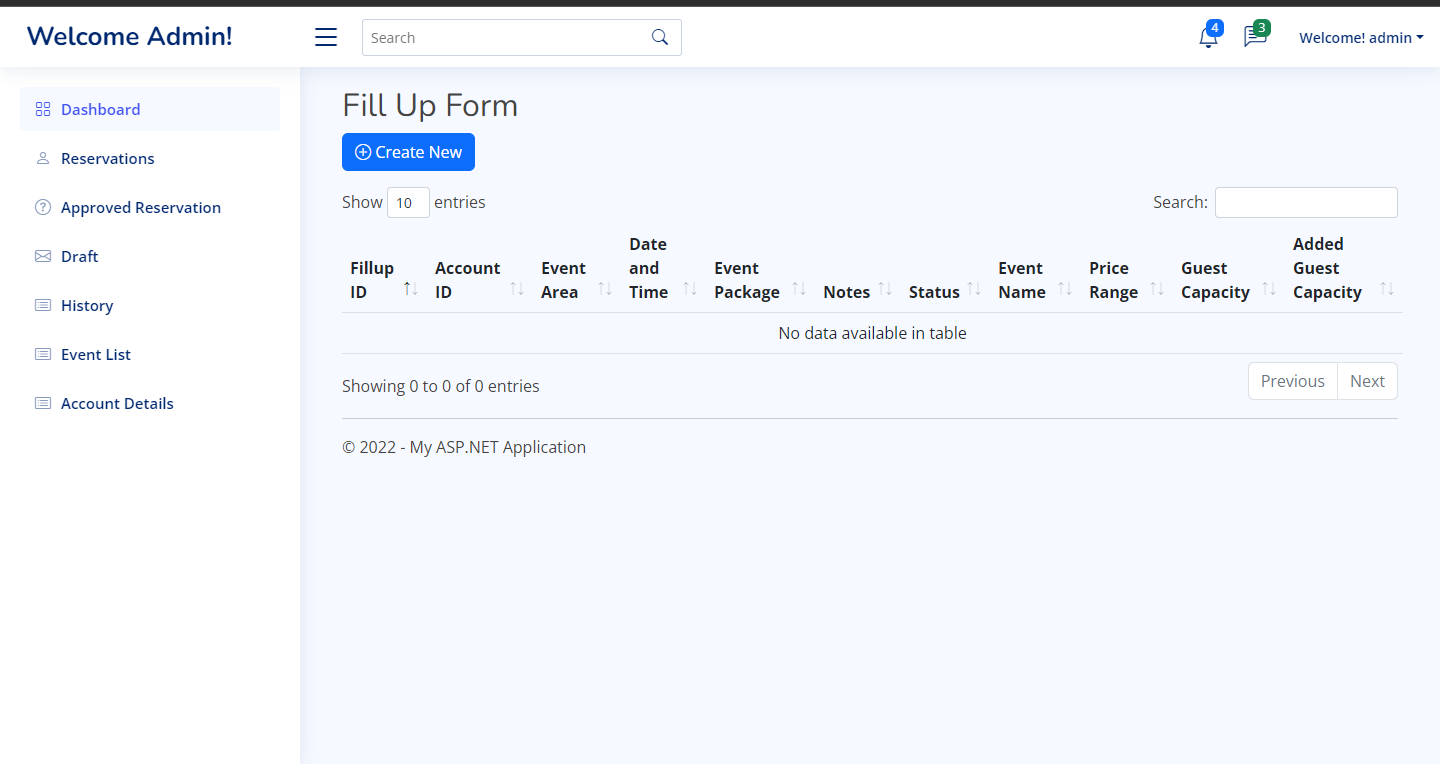 Welcome Admin!
Search
4
3
Welcome! admin
Dashboard
Reservations
Approved Reservation
Draft
History
Event List
Account Details
Fill Up Form
Create New
Show 10 entries
Search:
Fillup ID
Account ID
Event Area
Date and Time
Event Package
Notes
Status
Event Name
Price Range
Guest Capacity
Added Guest Capacity
No data available in table
Showing 0 to 0 of 0 entries
Previous
Next
© 2022 - My ASP.NET Application